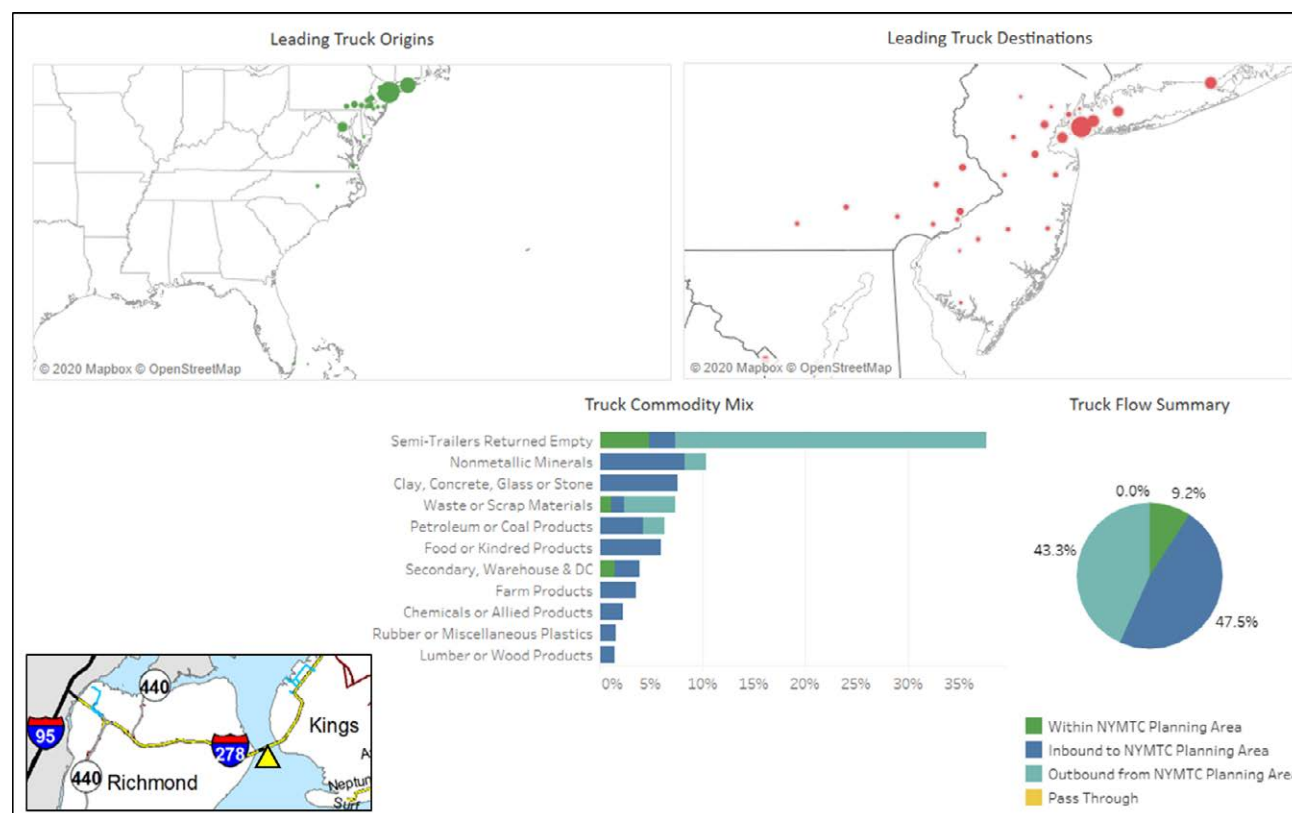 Leading Truck Origins
Leading Truck Destinations
© 2020 Mapbox © OpenStreetMap
© 2020 Mapbox © OpenStreetMap
Truck Commodity Mix
Semi-Trailers Returned Empty
Nonmetallic Minerals
Clay, Concrete, Glass or Stone
Waste or Scrap Materials
Petroleum or Coal Products
Food or Kindred Products
Secondary, Warehouse & DC
Farm Products
Chemicals or Allied Products
Rubber or Miscellaneous Plastics
Lumber or Wood Products
0% 5% 10% 15% 20% 25% 30% 35%
Truck Flow Summary
0.0%
9.2%
43.3%
47.5%
Within NYMTC Planning Area
Inbound to NYMTC Planning Area
Outbound from NYMTC Planning Area
Pass Through
440
95
278
Kings
440 Richmond
Neptun
Surf